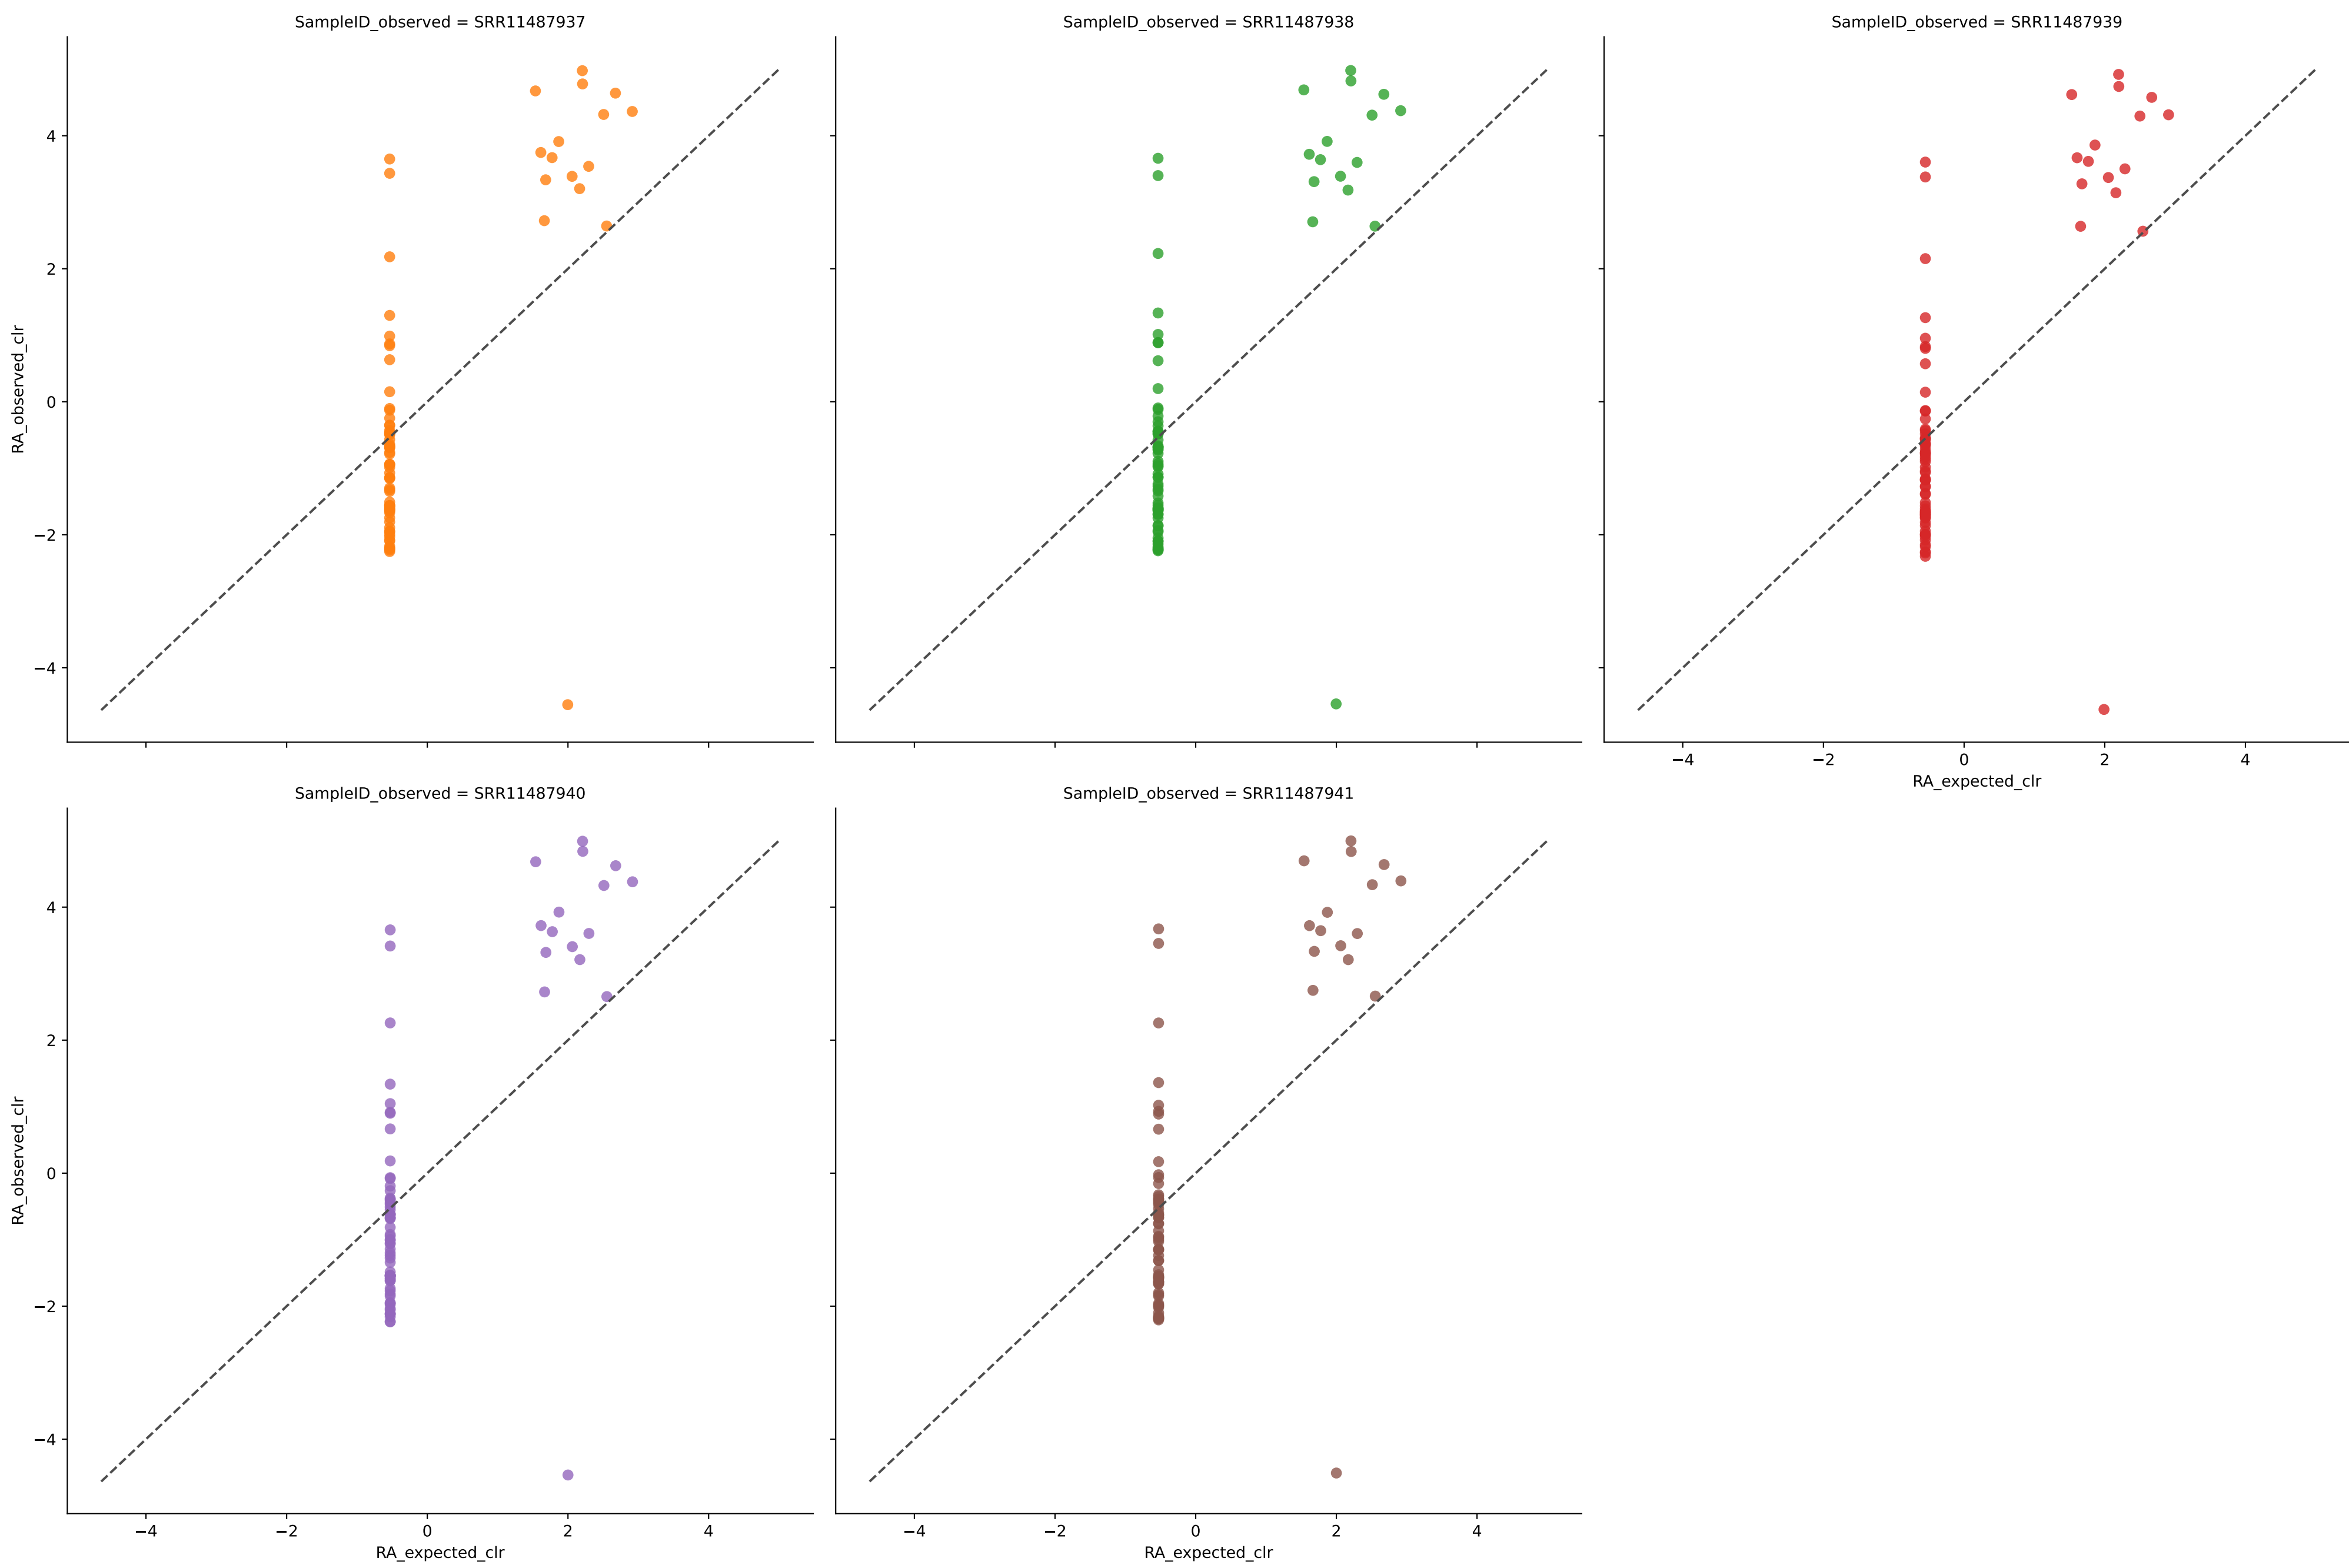 SampleID_observed = SRR11487937
SampleID_observed = SRR11487938
SampleID_observed = SRR11487939
4
2
0
−2
−4
RA_observed_clr
−4 −2 0 2 4
RA_expected_clr
SampleID_observed = SRR11487940
SampleID_observed = SRR11487941
4
2
0
−2
−4
RA_observed_clr
−4 −2 0 2 4
−4 −2 0 2 4
RA_expected_clr
RA_expected_clr